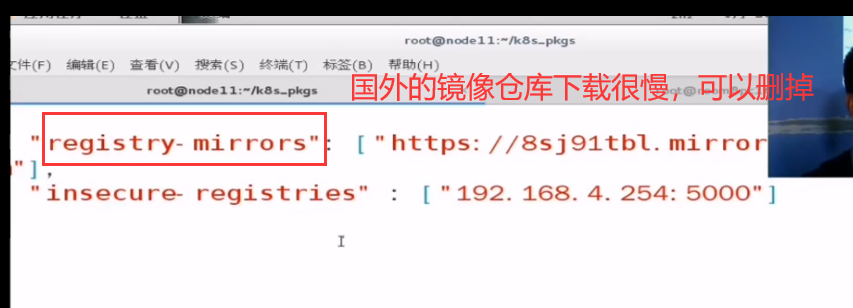 root@node11:~/k8s_pkgs
文件(F) 编辑(E) 查看(V) 搜索(S) 终端(T) 标签(B) 帮助(H)
root@node11:~/k8s_pkgs
国外的镜像仓库下载很慢，可以删掉
"registry-mirrors": ["https://8sj91tbl.mirror
"],
"insecure-registries" : ["192.168.4.254:5000"]